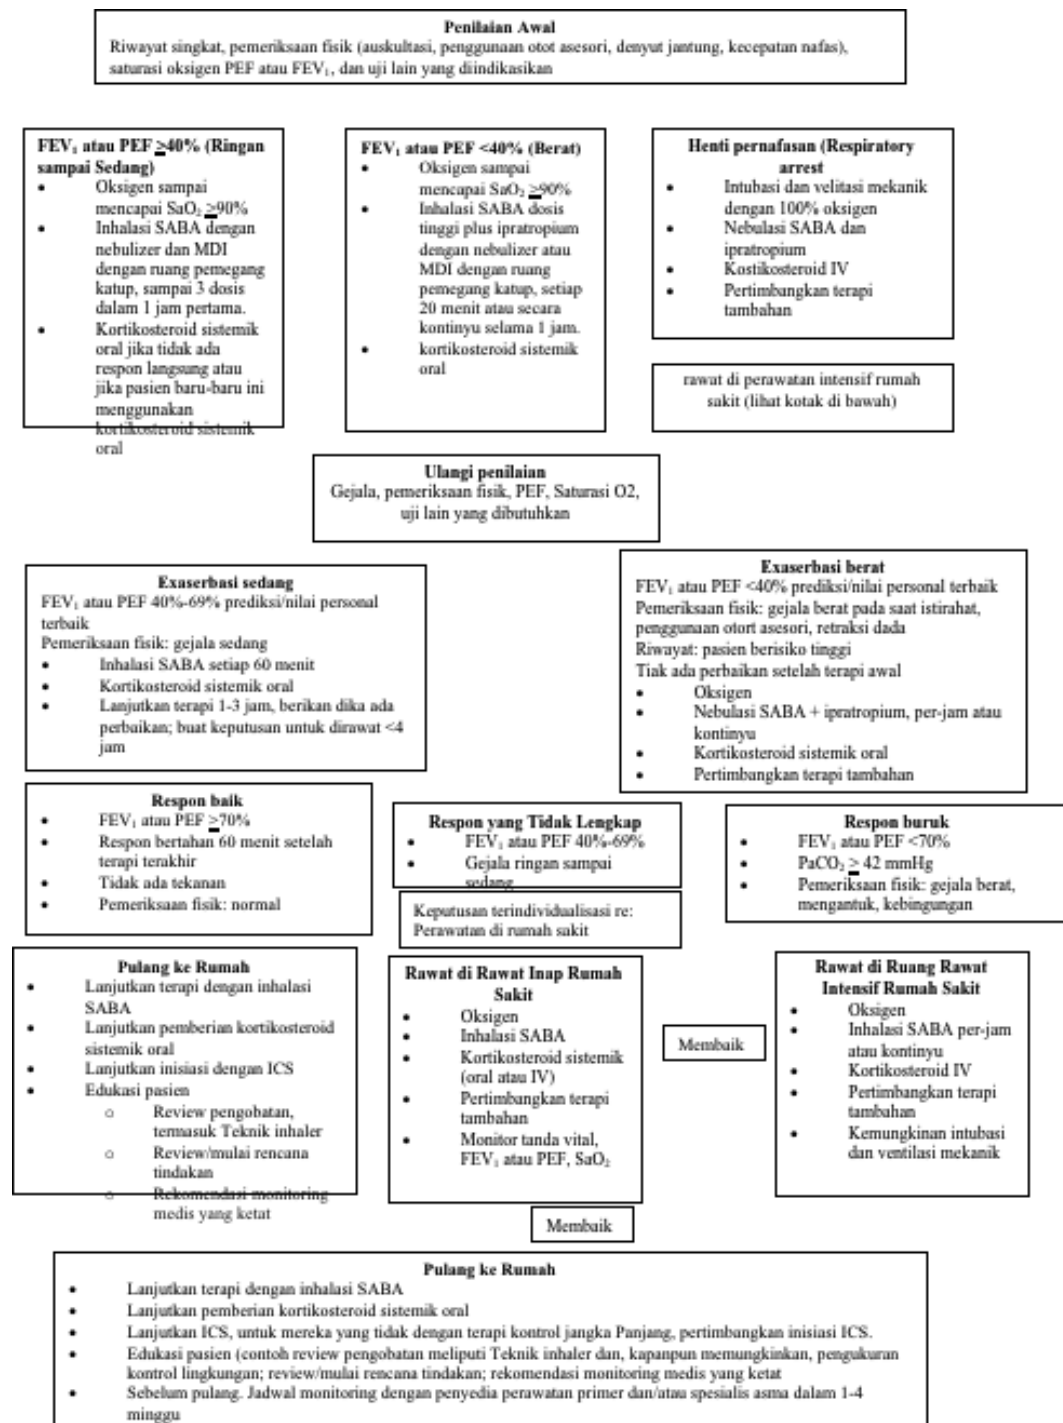 Penilaian Awal
Riwayat singkat, pemeriksaan fisik (auskultasi, penggunaan otot asesori, denyut jantung, kecepatan nafas),
saturasi oksigen PEF atau FEV₁, dan uji lain yang diindikasikan
FEV₁ atau PEF ≥40% (Ringan
sampai Sedang)
• Oksigen sampai
mencapai SaO₂ ≥90%
• Inhalasi SABA dengan
nebulizer dan MDI
dengan ruang pemegang
katup, sampai 3 dosis
dalam 1 jam pertama.
• Kortikosteroid sistemik
oral jika tidak ada
respon langsung atau
jika pasien baru-baru ini
menggunakan
kortikosteroid sistemik
oral
FEV₁ atau PEF <40% (Berat)
• Oksigen sampai
mencapai SaO₂ ≥90%
• Inhalasi SABA dosis
tinggi plus ipratropium
dengan nebulizer atau
MDI dengan ruang
pemegang katup, setiap
20 menit atau secara
kontinyu selama 1 jam.
• kortikosteroid sistemik
oral
Henti pernafasan (Respiratory
arrest
• Intubasi dan velitasi mekanik
dengan 100% oksigen
• Nebulasi SABA dan
ipratropium
• Kostikosteroid IV
• Pertimbangkan terapi
tambahan
rawat di perawatan intensif rumah
sakit (lihat kotak di bawah)
Ulangi penilaian
Gejala, pemeriksaan fisik, PEF, Saturasi O2,
uji lain yang dibutuhkan
Exaserbasi sedang
FEV₁ atau PEF 40%-69% prediksi/nilai personal
terbaik
Pemeriksaan fisik: gejala sedang
• Inhalasi SABA setiap 60 menit
• Kortikosteroid sistemik oral
• Lanjutkan terapi 1-3 jam, berikan dika ada
perbaikan; buat keputusan untuk dirawat <4
jam
Exaserbasi berat
FEV₁ atau PEF <40% prediksi/nilai personal terbaik
Pemeriksaan fisik: gejala berat pada saat istirahat,
penggunaan otort asesori, retraksi dada
Riwayat: pasien berisiko tinggi
Tiak ada perbaikan setelah terapi awal
• Oksigen
• Nebulasi SABA + ipratropium, per-jam atau
kontinyu
• Kortikosteroid sistemik oral
• Pertimbangkan terapi tambahan
Respon baik
• FEV₁ atau PEF ≥70%
• Respon bertahan 60 menit setelah
terapi terakhir
• Tidak ada tekanan
• Pemeriksaan fisik: normal
Respon yang Tidak Lengkap
• FEV₁ atau PEF 40%-69%
• Gejala ringan sampai
sedang
Keputusan terindividualisasi re:
Perawatan di rumah sakit
Respon buruk
• FEV₁ atau PEF <70%
• PaCO₂ ≥ 42 mmHg
• Pemeriksaan fisik: gejala berat,
mengantuk, kebingungan
Pulang ke Rumah
• Lanjutkan terapi dengan inhalasi
SABA
• Lanjutkan pemberian kortikosteroid
sistemik oral
• Lanjutkan inisiasi dengan ICS
• Edukasi pasien
o Review pengobatan,
termasuk Teknik inhaler
o Review/mulai rencana
tindakan
o Rekomendasi monitoring
medis yang ketat
Rawat di Rawat Inap Rumah
Sakit
• Oksigen
• Inhalasi SABA
• Kortikosteroid sistemik
(oral atau IV)
• Pertimbangkan terapi
tambahan
• Monitor tanda vital,
FEV₁ atau PEF, SaO₂
Membaik
Rawat di Ruang Rawat
Intensif Rumah Sakit
• Oksigen
• Inhalasi SABA per-jam
atau kontinyu
• Kortikosteroid IV
• Pertimbangkan terapi
tambahan
• Kemungkinan intubasi
dan ventilasi mekanik
Membaik
Pulang ke Rumah
• Lanjutkan terapi dengan inhalasi SABA
• Lanjutkan pemberian kortikosteroid sistemik oral
• Lanjutkan ICS, untuk mereka yang tidak dengan terapi kontrol jangka Panjang, pertimbangkan inisiasi ICS.
• Edukasi pasien (contoh review pengobatan meliputi Teknik inhaler dan, kapanpun memungkinkan, pengukuran
kontrol lingkungan; review/mulai rencana tindakan; rekomendasi monitoring medis yang ketat
• Sebelum pulang. Jadwal monitoring dengan penyedia perawatan primer dan/atau spesialis asma dalam 1-4
minggu